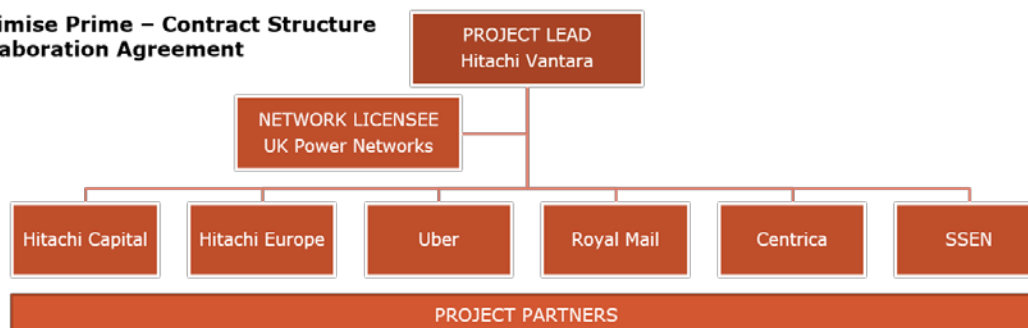 imise Prime – Contract Structure
aboration Agreement
PROJECT LEAD
Hitachi Vantara
NETWORK LICENSEE
UK Power Networks
Hitachi Capital
Hitachi Europe
Uber
Royal Mail
Centrica
SSEN
PROJECT PARTNERS